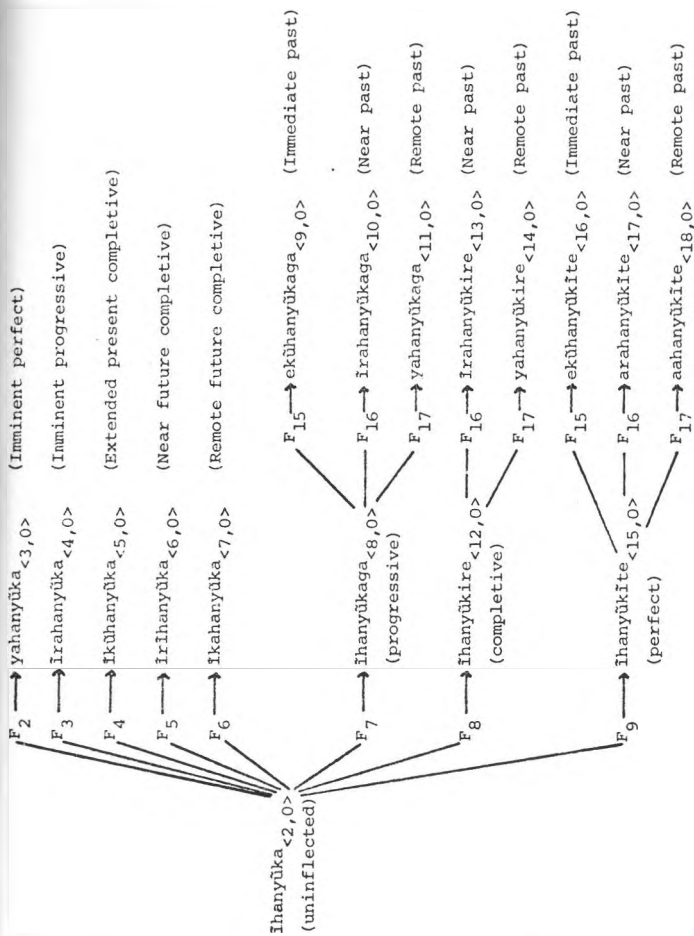 ĩhanyũka<2,0>
(uninflected)
F2 → yahanyũka<3,0> (Imminent perfect)
F3 → ĩrahanyũka<4,0> (Imminent progressive)
F4 → ĩkũhanyũka<5,0> (Extended present completive)
F5 → ĩrĩhanyũka<6,0> (Near future completive)
F6 → ĩkahanyũka<7,0> (Remote future completive)
F7 → ĩhanyũkaga<8,0>
(progressive)
F15 → ekũhanyũkaga<9,0> (Immediate past)
F16 → ĩrahanyũkaga<10,0> (Near past)
F17 → yahanyũkaga<11,0> (Remote past)
F8 → ĩhanyũkire<12,0>
(completive)
F16 → ĩrahanyũkire<13,0> (Near past)
F17 → yahanyũkire<14,0> (Remote past)
F9 → ĩhanyũkĩte<15,0>
(perfect)
F15 → ekũhanyũkĩte<16,0> (Immediate past)
F16 → arahanyũkĩte<17,0> (Near past)
F17 → aahanyũkĩte<18,0> (Remote past)